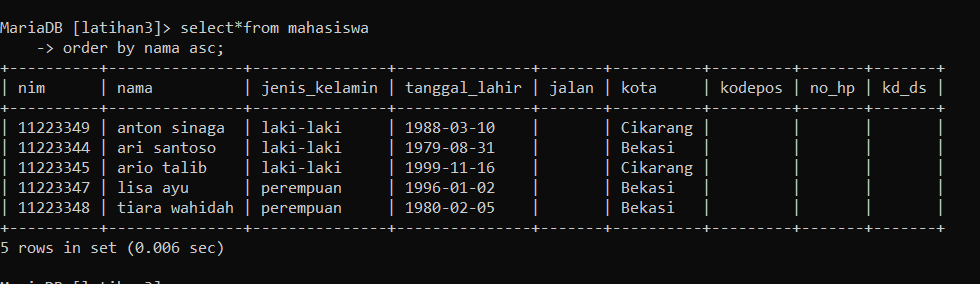 MariaDB [latihan3]> select*from mahasiswa
    -> order by nama asc;
+----------+---------------+---------------+---------------+-------+----------+---------+-------+-------+
| nim      | nama          | jenis_kelamin | tanggal_lahir | jalan | kota     | kodepos | no_hp | kd_ds |
+----------+---------------+---------------+---------------+-------+----------+---------+-------+-------+
| 11223349 | anton sinaga  | laki-laki     | 1988-03-10    |       | Cikarang |         |       |       |
| 11223344 | ari santoso   | laki-laki     | 1979-08-31    |       | Bekasi   |         |       |       |
| 11223345 | ario talib    | laki-laki     | 1999-11-16    |       | Cikarang |         |       |       |
| 11223347 | lisa ayu      | perempuan     | 1996-01-02    |       | Bekasi   |         |       |       |
| 11223348 | tiara wahidah | perempuan     | 1980-02-05    |       | Bekasi   |         |       |       |
+----------+---------------+---------------+---------------+-------+----------+---------+-------+-------+
5 rows in set (0.006 sec)